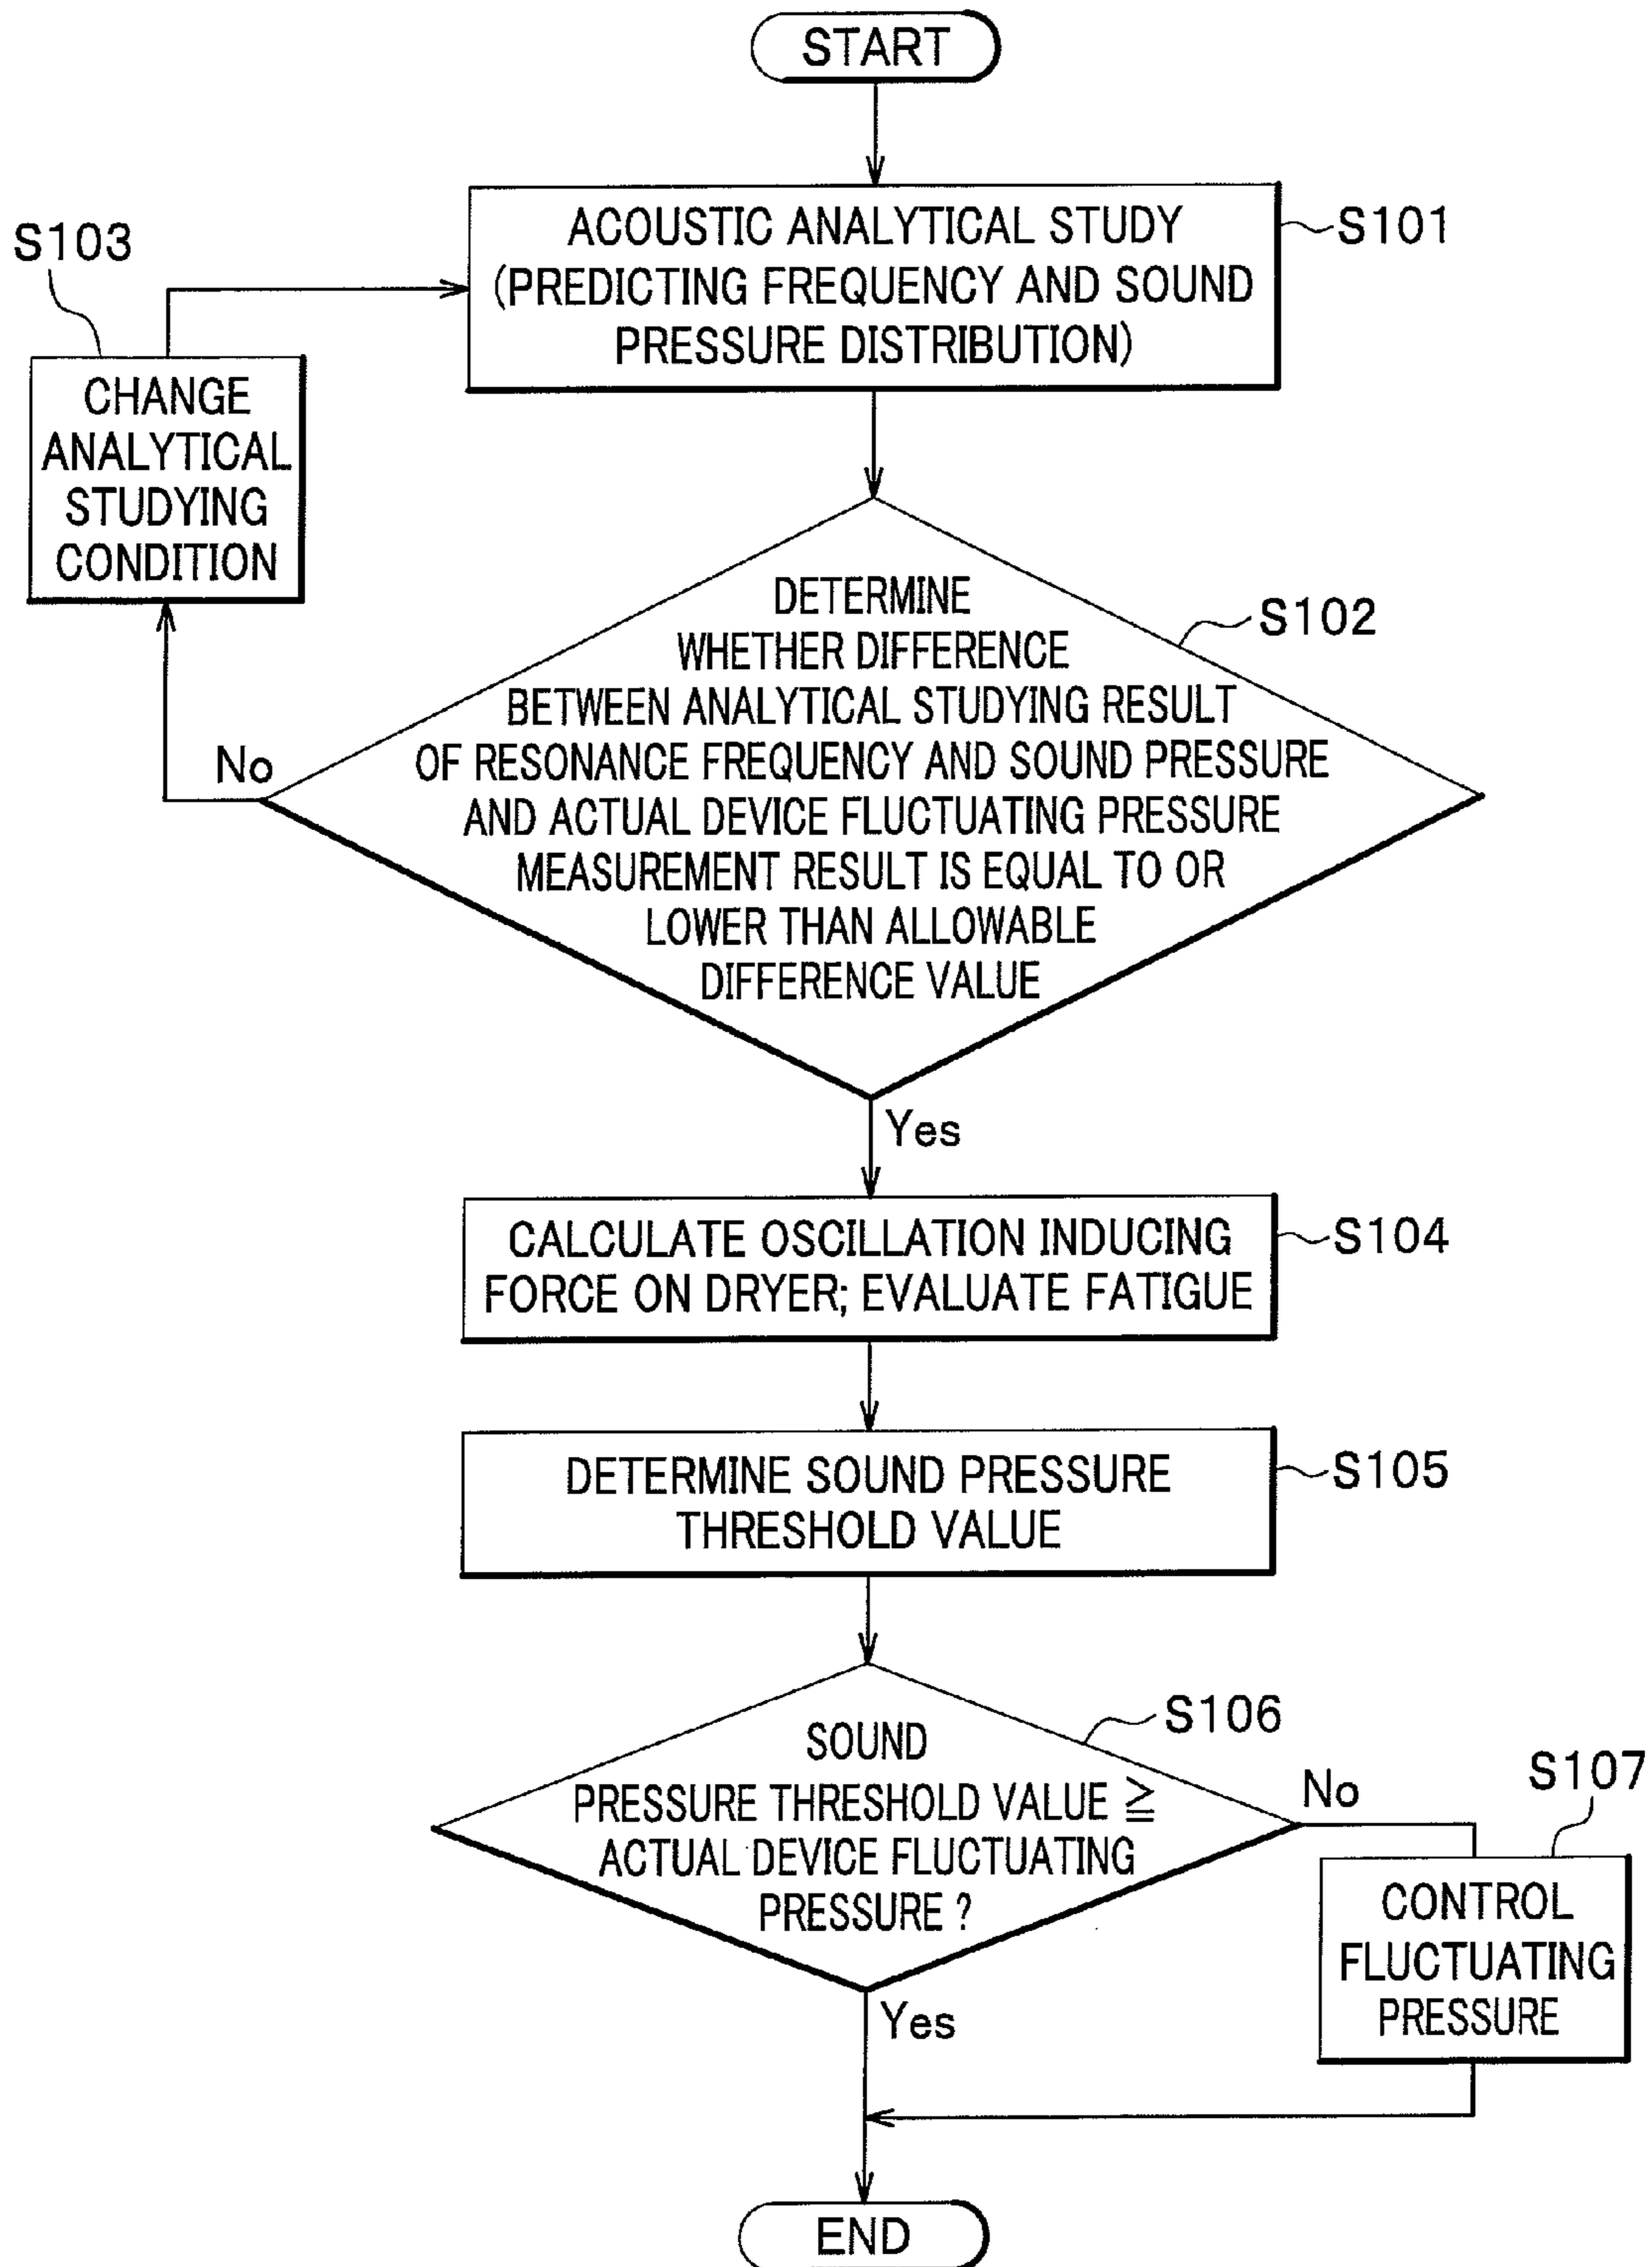 START
ACOUSTIC ANALYTICAL STUDY
(PREDICTING FREQUENCY AND SOUND
PRESSURE DISTRIBUTION)
S101
S103
CHANGE
ANALYTICAL
STUDYING
CONDITION
DETERMINE
WHETHER DIFFERENCE
BETWEEN ANALYTICAL STUDYING RESULT
OF RESONANCE FREQUENCY AND SOUND PRESSURE
AND ACTUAL DEVICE FLUCTUATING PRESSURE
MEASUREMENT RESULT IS EQUAL TO OR
LOWER THAN ALLOWABLE
DIFFERENCE VALUE
S102
No
Yes
CALCULATE OSCILLATION INDUCING
FORCE ON DRYER; EVALUATE FATIGUE
S104
DETERMINE SOUND PRESSURE
THRESHOLD VALUE
S105
SOUND
PRESSURE THRESHOLD VALUE ≧
ACTUAL DEVICE FLUCTUATING
PRESSURE ?
S106
No
S107
CONTROL
FLUCTUATING
PRESSURE
Yes
END